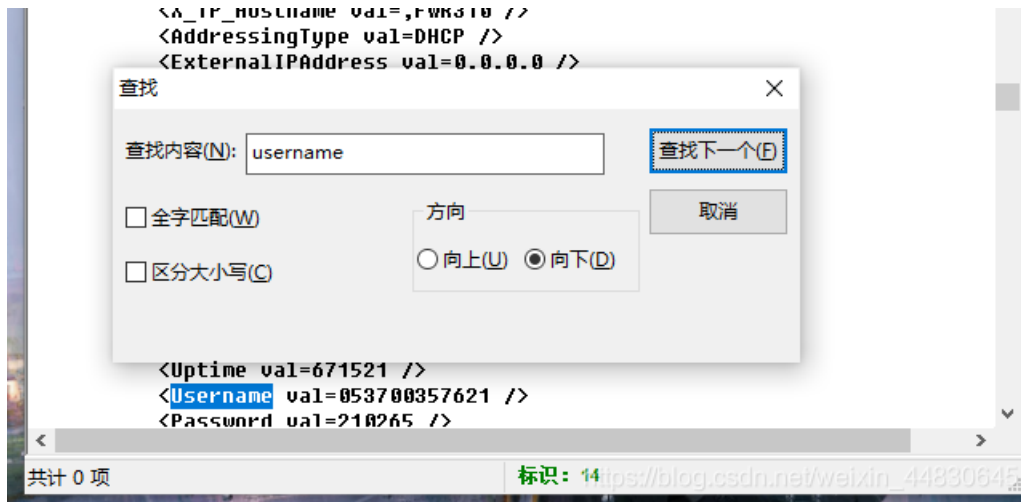 <X_TP_Hostname val=,FWR310 />
<AddressingType val=DHCP />
<ExternalIPAddress val=0.0.0.0 />
查找
查找内容(N): username
查找下一个(F)
全字匹配(W)
方向
取消
向上(U) 向下(D)
区分大小写(C)
<Uptime val=671521 />
<Username val=053700357621 />
<Password val=210265 />
共计 0 项
标识: 14
https://blog.csdn.net/weixin_44830645